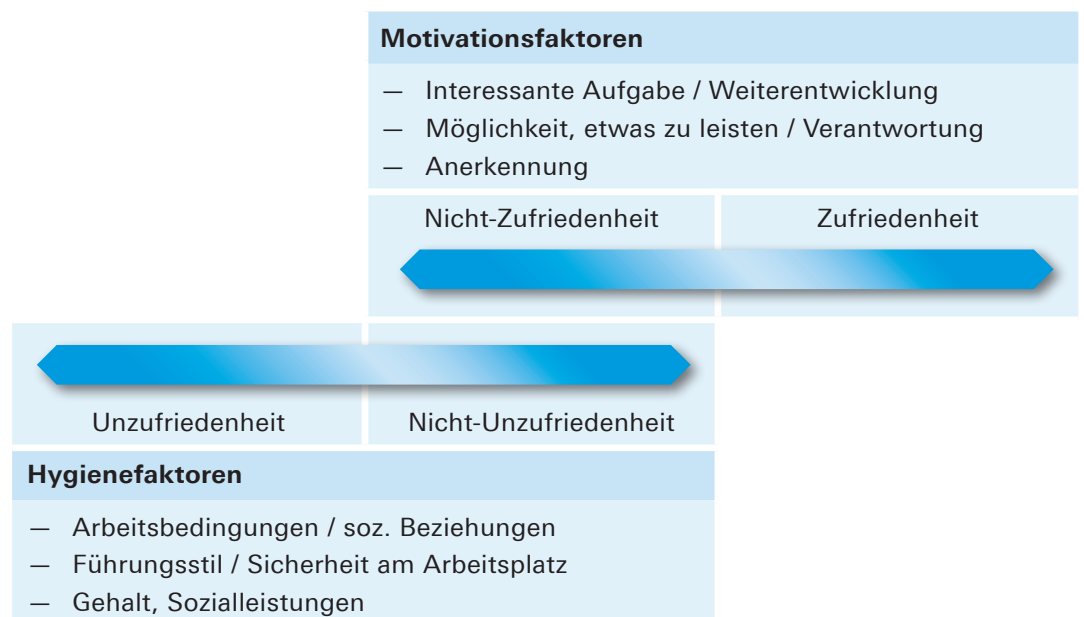 Motivationsfaktoren
— Interessante Aufgabe / Weiterentwicklung
— Möglichkeit, etwas zu leisten / Verantwortung
— Anerkennung
Nicht-Zufriedenheit Zufriedenheit
Unzufriedenheit Nicht-Unzufriedenheit
Hygienefaktoren
— Arbeitsbedingungen / soz. Beziehungen
— Führungsstil / Sicherheit am Arbeitsplatz
— Gehalt, Sozialleistungen